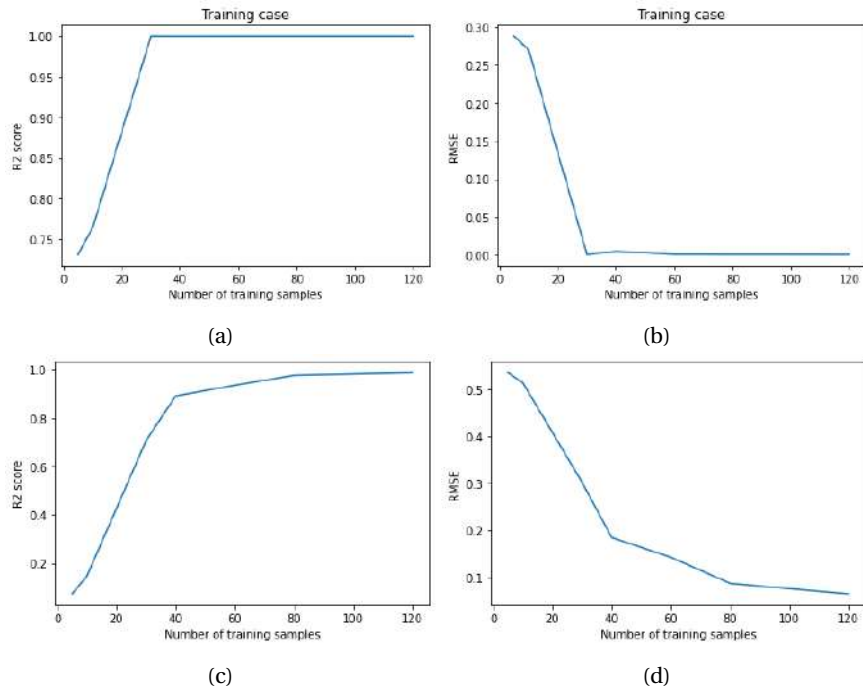 Training case
1.00
0.95
0.90
0.85
0.80
0.75
R2 score
0 20 40 60 80 100 120
Number of training samples
(a)
Training case
0.30
0.25
0.20
0.15
0.10
0.05
0.00
RMSE
0 20 40 60 80 100 120
Number of training samples
(b)
1.0
0.8
0.6
0.4
0.2
R2 score
0 20 40 60 80 100 120
Number of training samples
(c)
0.5
0.4
0.3
0.2
0.1
RMSE
0 20 40 60 80 100 120
Number of training samples
(d)